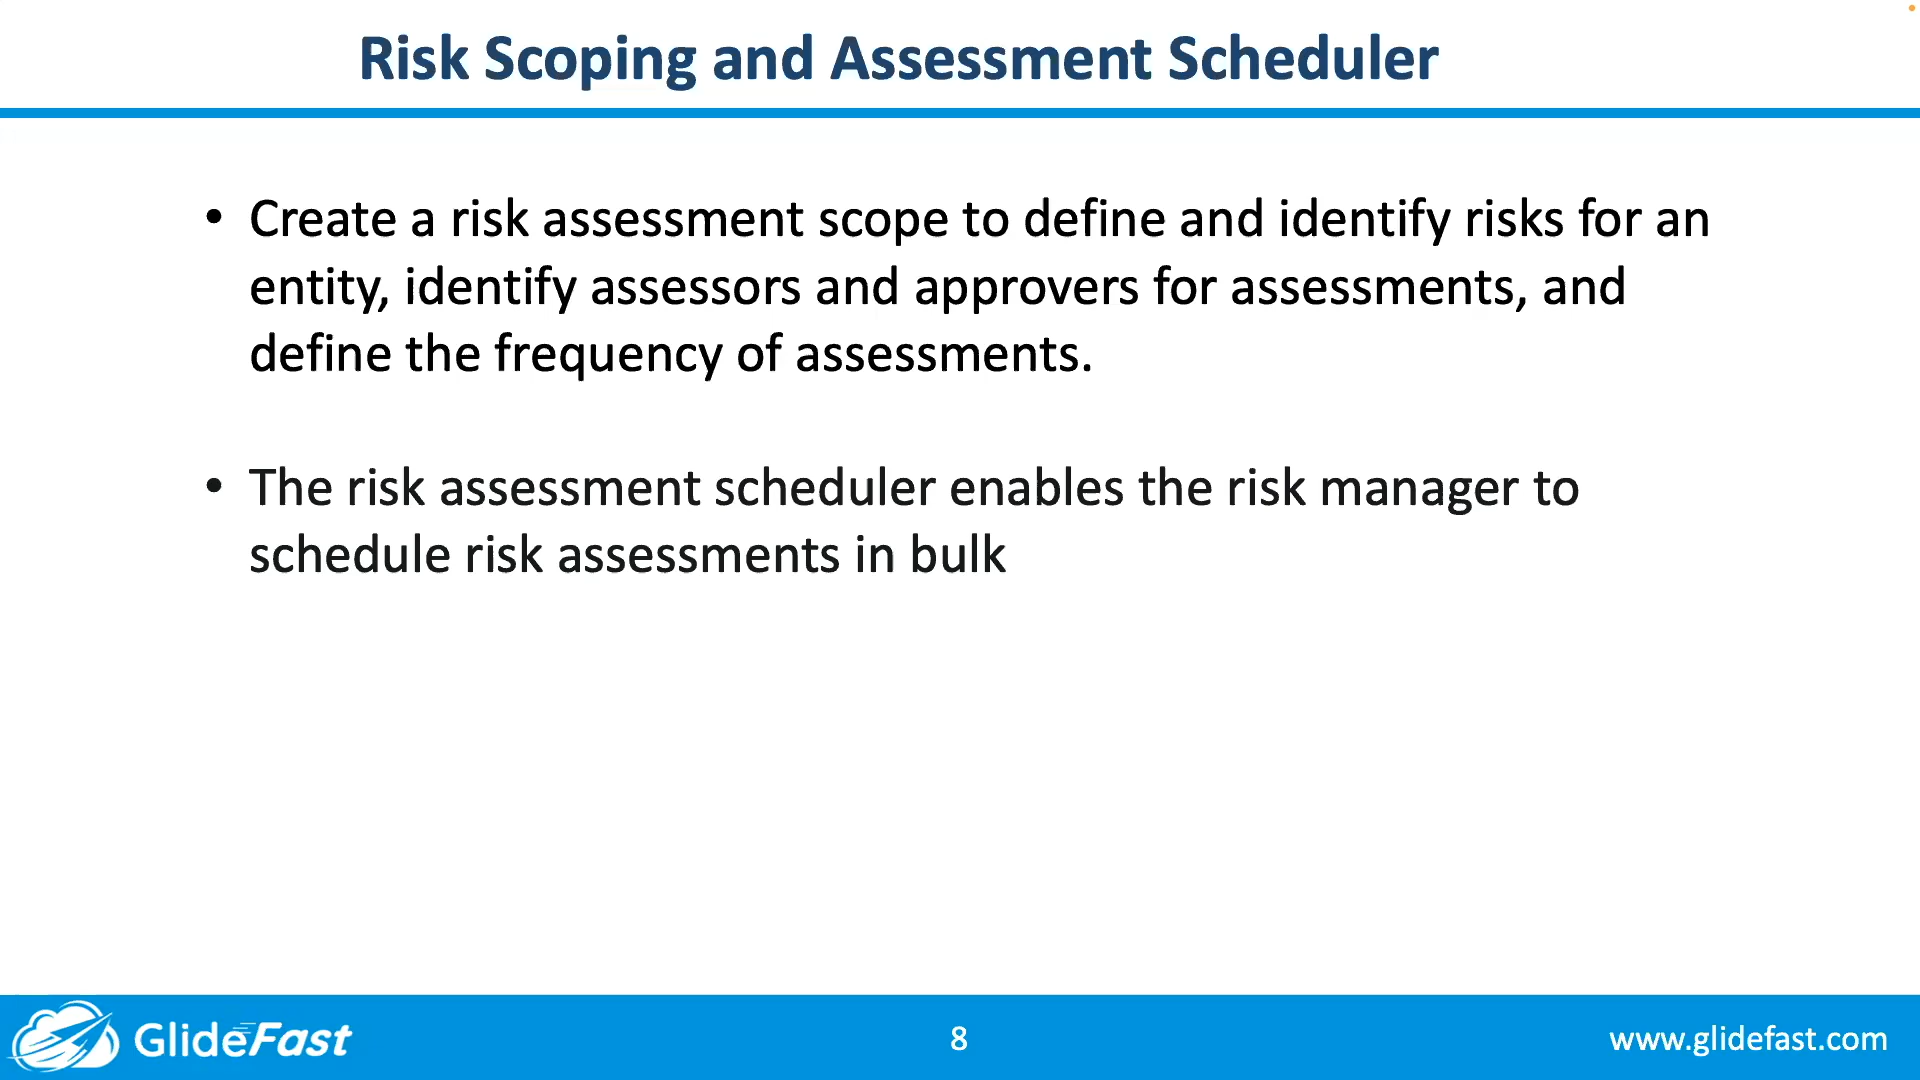 Risk Scoping and Assessment Scheduler
• Create a risk assessment scope to define and identify risks for an
entity, identify assessors and approvers for assessments, and
define the frequency of assessments.
• The risk assessment scheduler enables the risk manager to
schedule risk assessments in bulk
GlideFast
8
www.glidefast.com